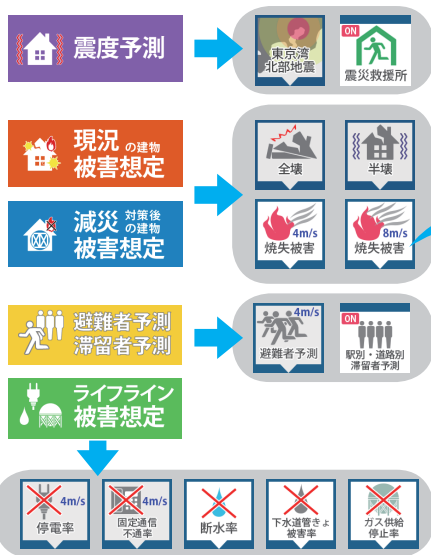 震度予測
東京湾
北部地震
ON
震災救援所
現況の建物
被害想定
減災対策後の建物
被害想定
全壊
半壊
4m/s
焼失被害
8m/s
焼失被害
避難者予測
滞留者予測
4m/s
避難者予測
ON
駅別・道路別
滞留者予測
ライフライン
被害想定
4m/s
停電率
4m/s
固定通信
不通率
断水率
下水道管きょ
被害率
ガス供給
停止率